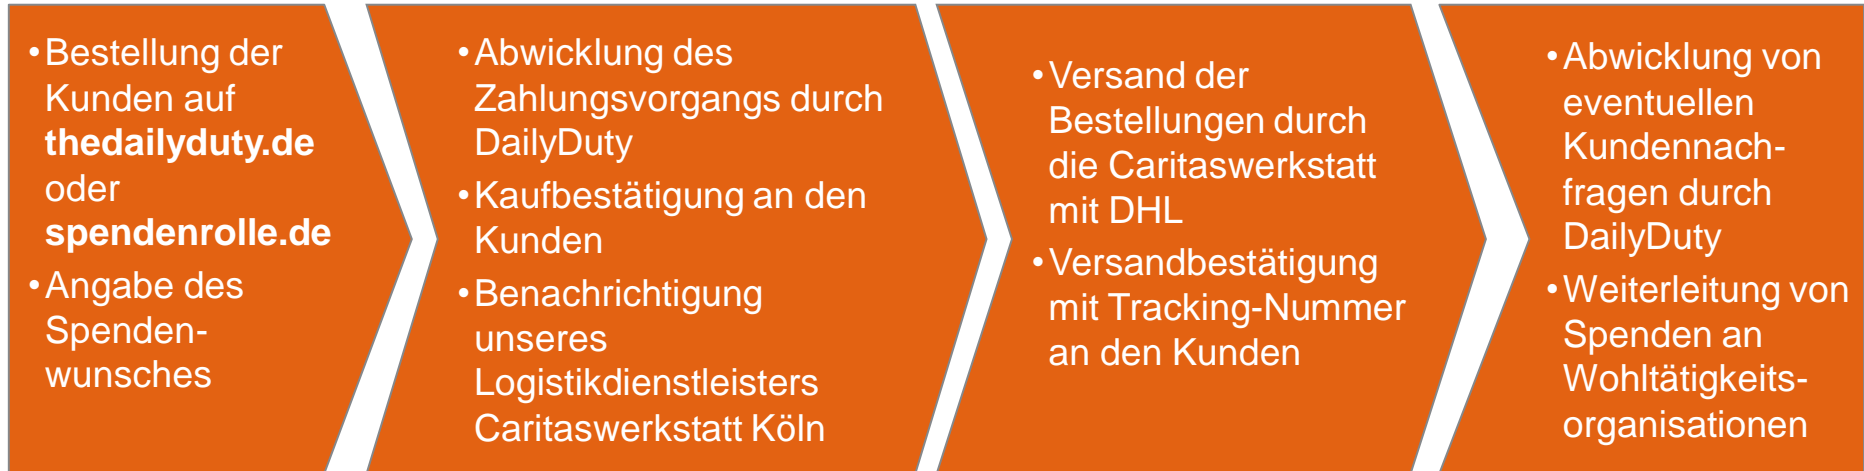 •Bestellung der
Kunden auf
thedailyduty.de
oder
spendenrolle.de
•Angabe des
Spenden-
wunsches
•Abwicklung des
Zahlungsvorgangs durch
DailyDuty
•Kaufbestätigung an den
Kunden
•Benachrichtigung
unseres
Logistikdienstleisters
Caritaswerkstatt Köln
•Versand der
Bestellungen durch
die Caritaswerkstatt
mit DHL
•Versandbestätigung
mit Tracking-Nummer
an den Kunden
•Abwicklung von
eventuellen
Kundennach-
fragen durch
DailyDuty
•Weiterleitung von
Spenden an
Wohltätigkeits-
organisationen